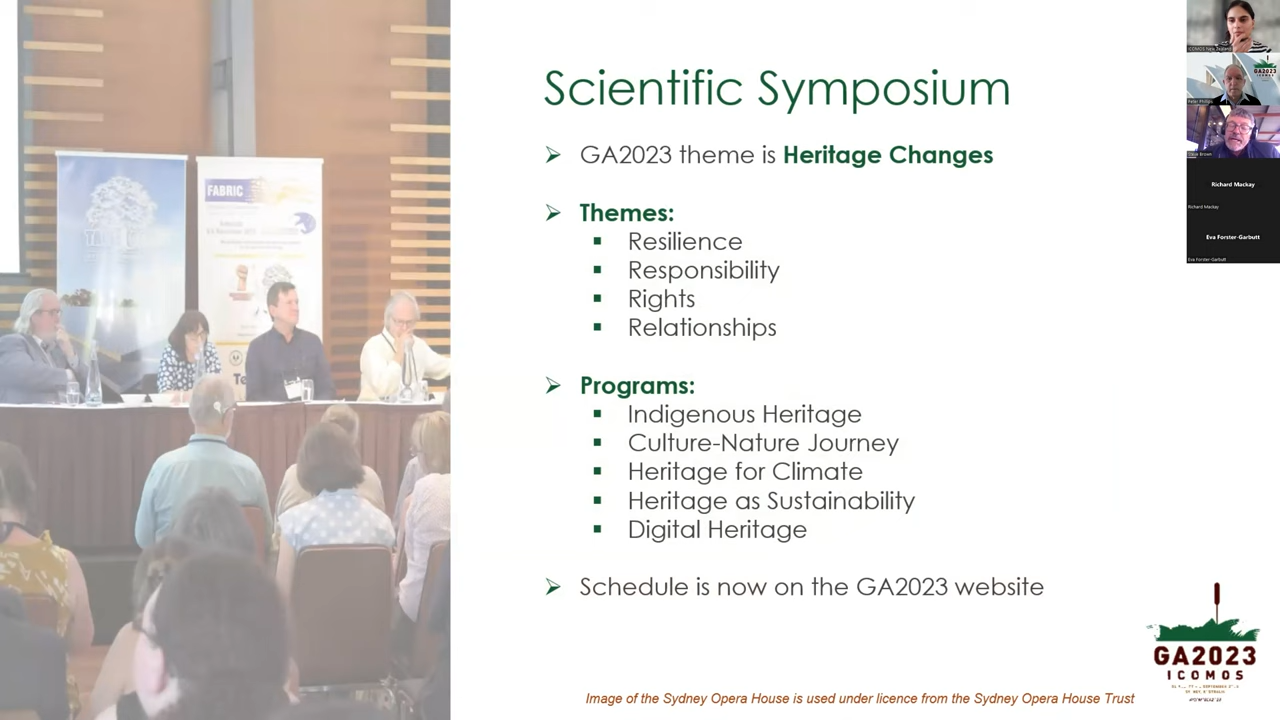 Scientific Symposium
GA2023 theme is Heritage Changes
Themes:
Resilience
Responsibility
Rights
Relationships
Programs:
Indigenous Heritage
Culture-Nature Journey
Heritage for Climate
Heritage as Sustainability
Digital Heritage
Schedule is now on the GA2023 website
Image of the Sydney Opera House is used under licence from the Sydney Opera House Trust
GA2023
ICOMOS
FABRIC
GA2023
Richard Mackay
Richard Mackay
Eva Forster-Garbutt
Eva Forster-Garbutt